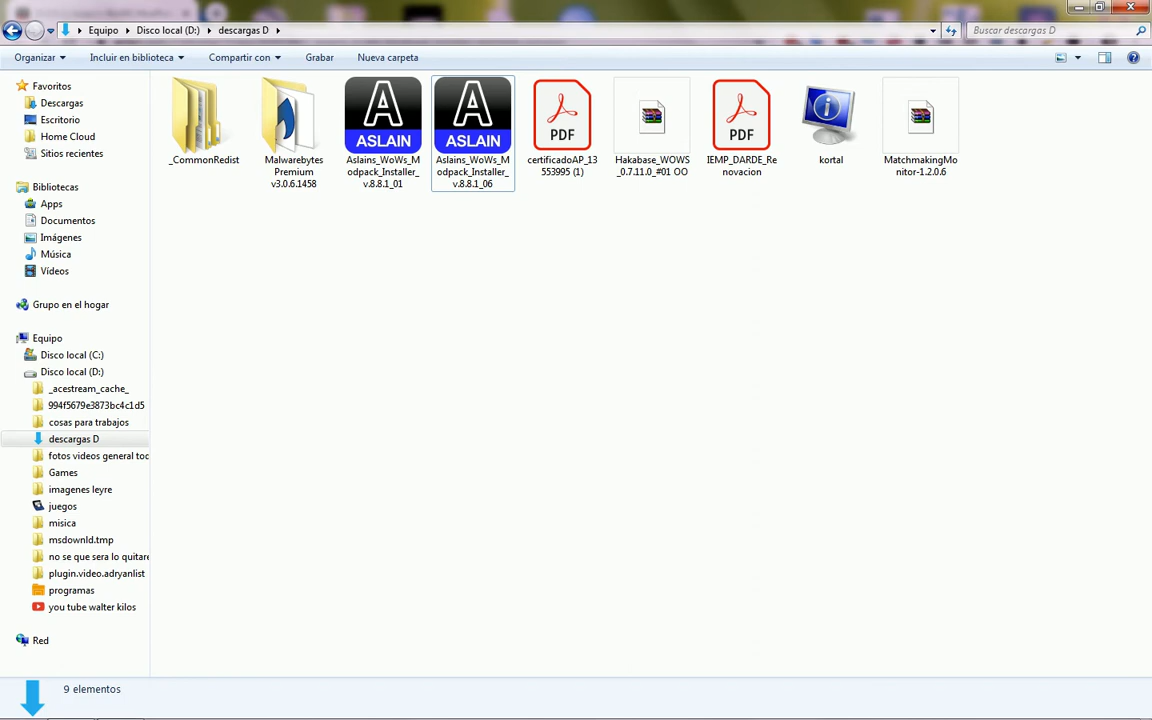 Equipo
Disco local (D:)
descargas D
Buscar descargas D
Organizar
Incluir en biblioteca
Compartir con
Grabar
Nueva carpeta
Favoritos
Descargas
Escritorio
Home Cloud
Sitios recientes
Bibliotecas
Apps
Documentos
Imágenes
Música
Vídeos
Grupo en el hogar
Equipo
Disco local (C:)
Disco local (D:)
_acestream_cache_
994f5679e3873bc4c1d5
cosas para trabajos
descargas D
fotos videos general toc
Games
imagenes leyre
juegos
misica
msdownld.tmp
no se que sera lo quitare
plugin.video.adryanlist
programas
you tube walter kilos
Red
_CommonRedist
Malwarebytes
Premium
v3.0.6.1458
A
ASLAIN
Aslains_WoWs_M
odpack_Installer_
v.8.8.1_01
A
ASLAIN
Aslains_WoWs_M
odpack_Installer_
v.8.8.1_06
PDF
certificadoAP_13
553995 (1)
Hakabase_WOWS
_0.7.11.0_#01 OO
PDF
IEMP_DARDE_Re
novacion
kortal
MatchmakingMo
nitor-1.2.0.6
9 elementos